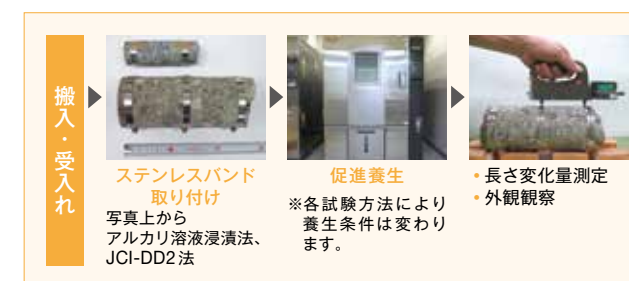 搬入・受入れ
ステンレスバンド
取り付け
写真上から
アルカリ溶液浸漬法、
JCI-DD2法
促進養生
※各試験方法により
養生条件は変わり
ます。
・長さ変化量測定
・外観観察